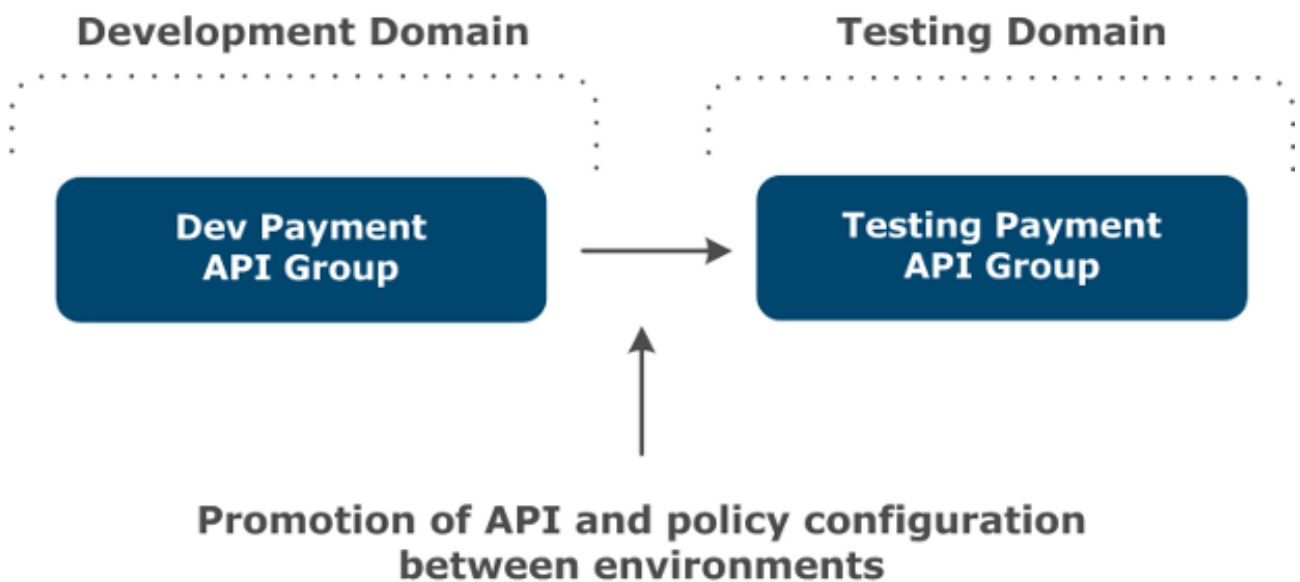 Development Domain
Testing Domain
Dev Payment
API Group
Testing Payment
API Group
Promotion of API and policy configuration
between environments